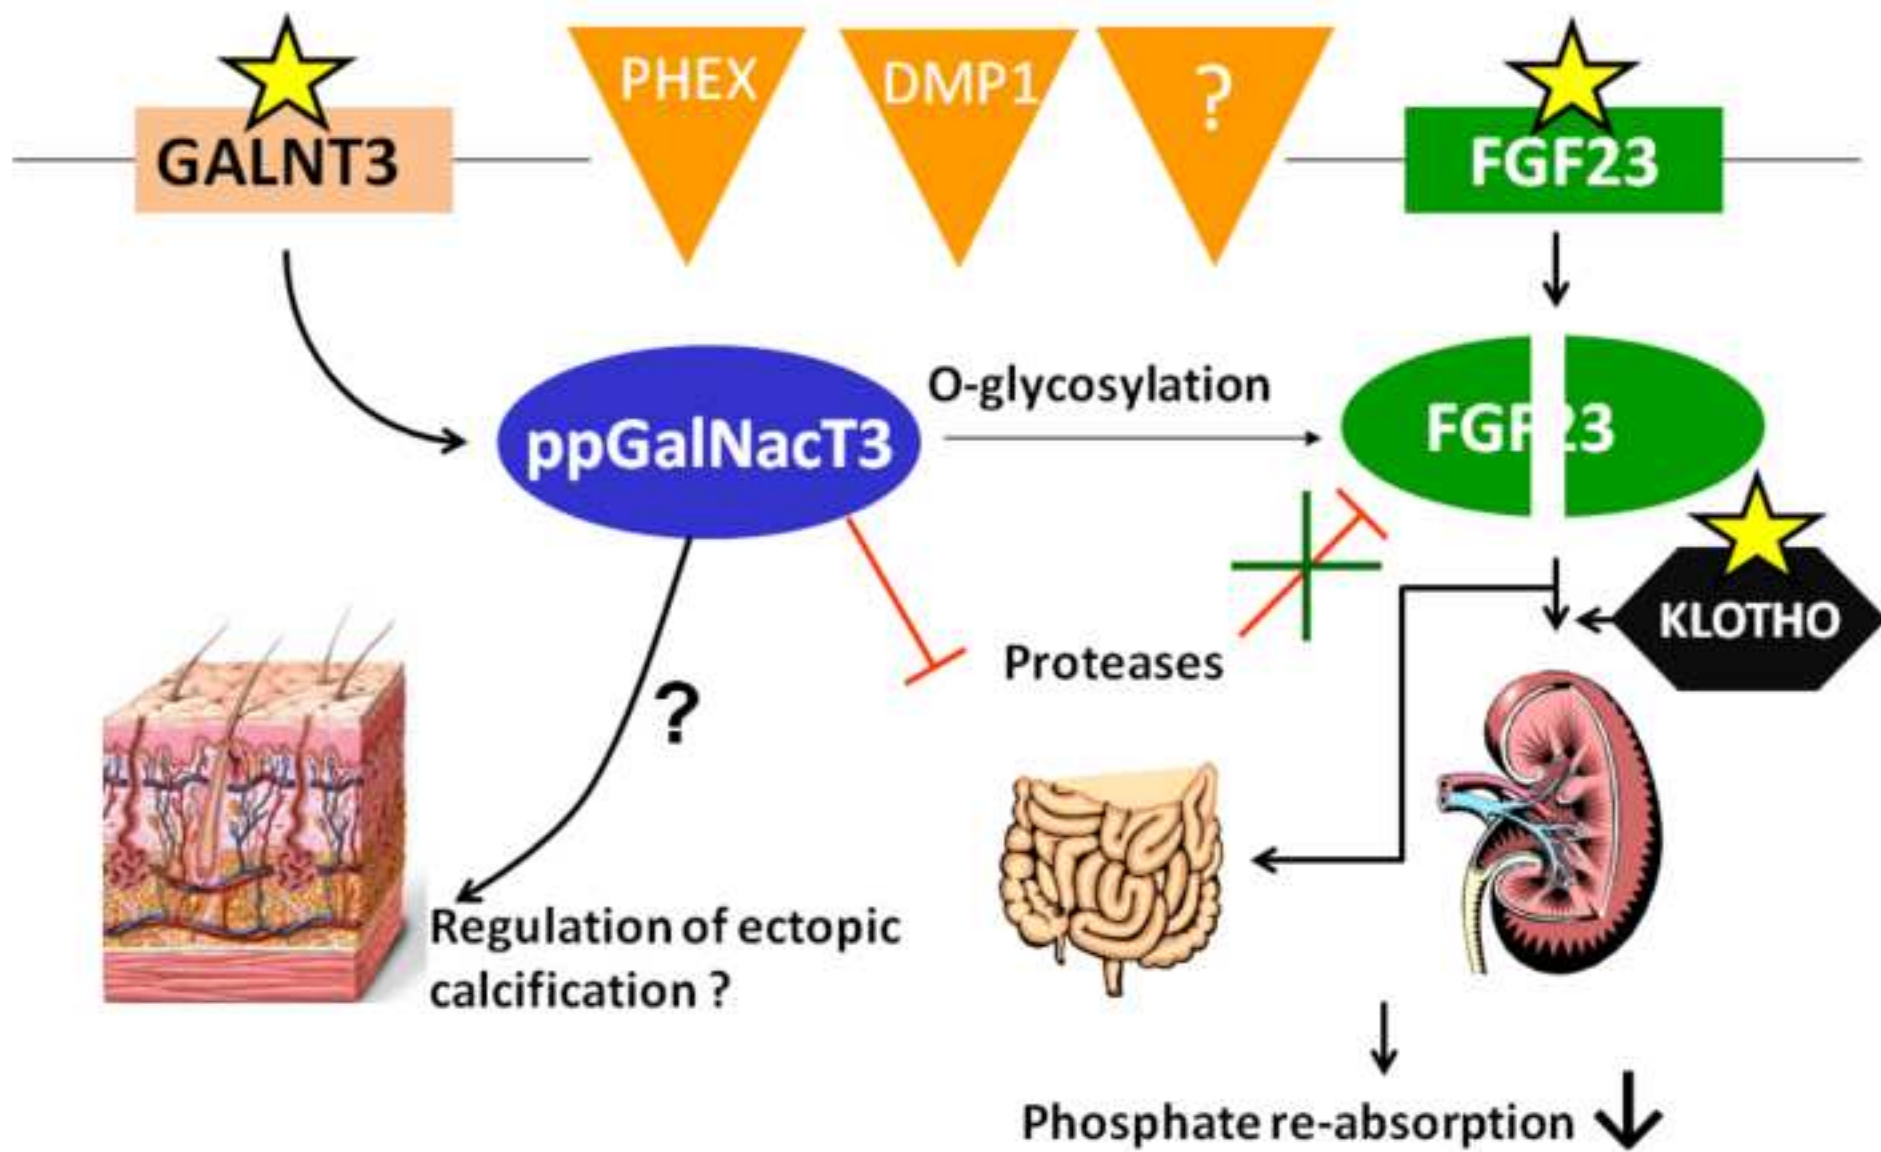 PHEX
DMP1
?
GALNT3
FGF23
O-glycosylation
ppGalNacT3
FGF23
KLOTHO
Proteases
?
Regulation of ectopic
calcification ?
Phosphate re-absorption